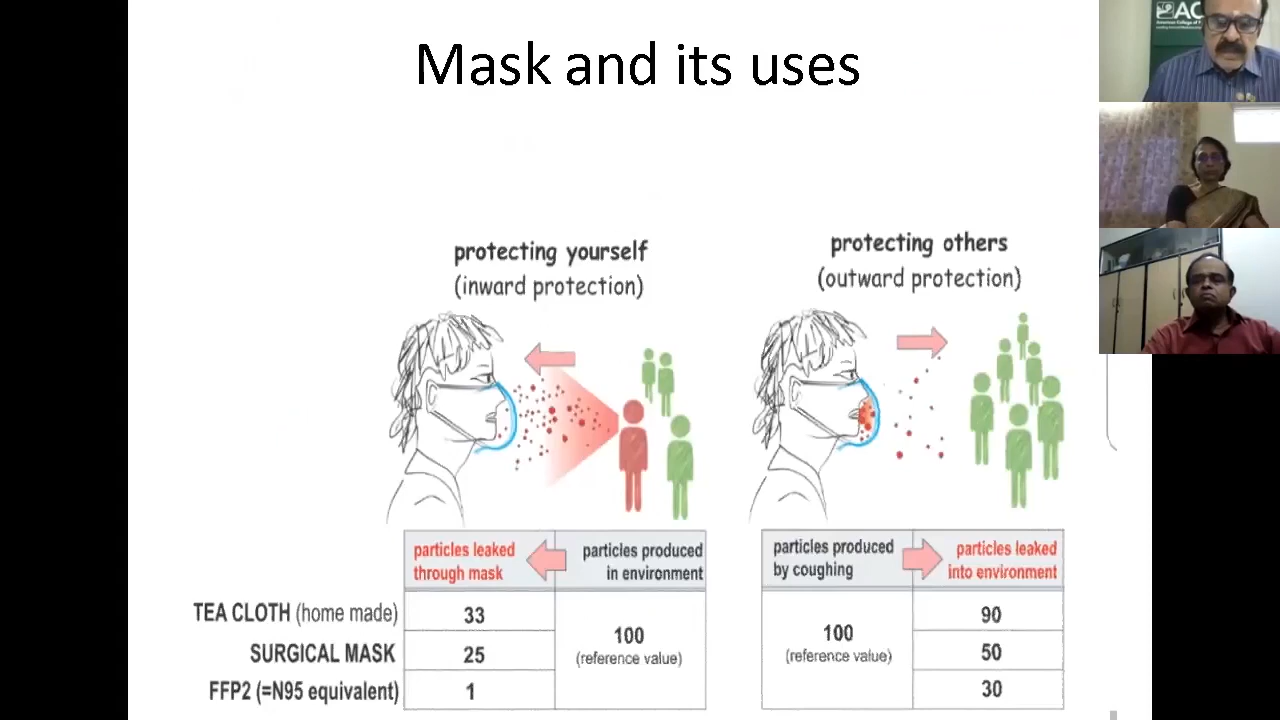 Mask and its uses
AC
protecting yourself
(inward protection)
protecting others
(outward protection)
particles leaked
through mask
particles produced
in environment
particles produced
by coughing
particles leaked
into environment
TEA CLOTH (home made)
33
100
(reference value)
100
(reference value)
90
SURGICAL MASK
25
50
FFP2 (=N95 equivalent)
1
30